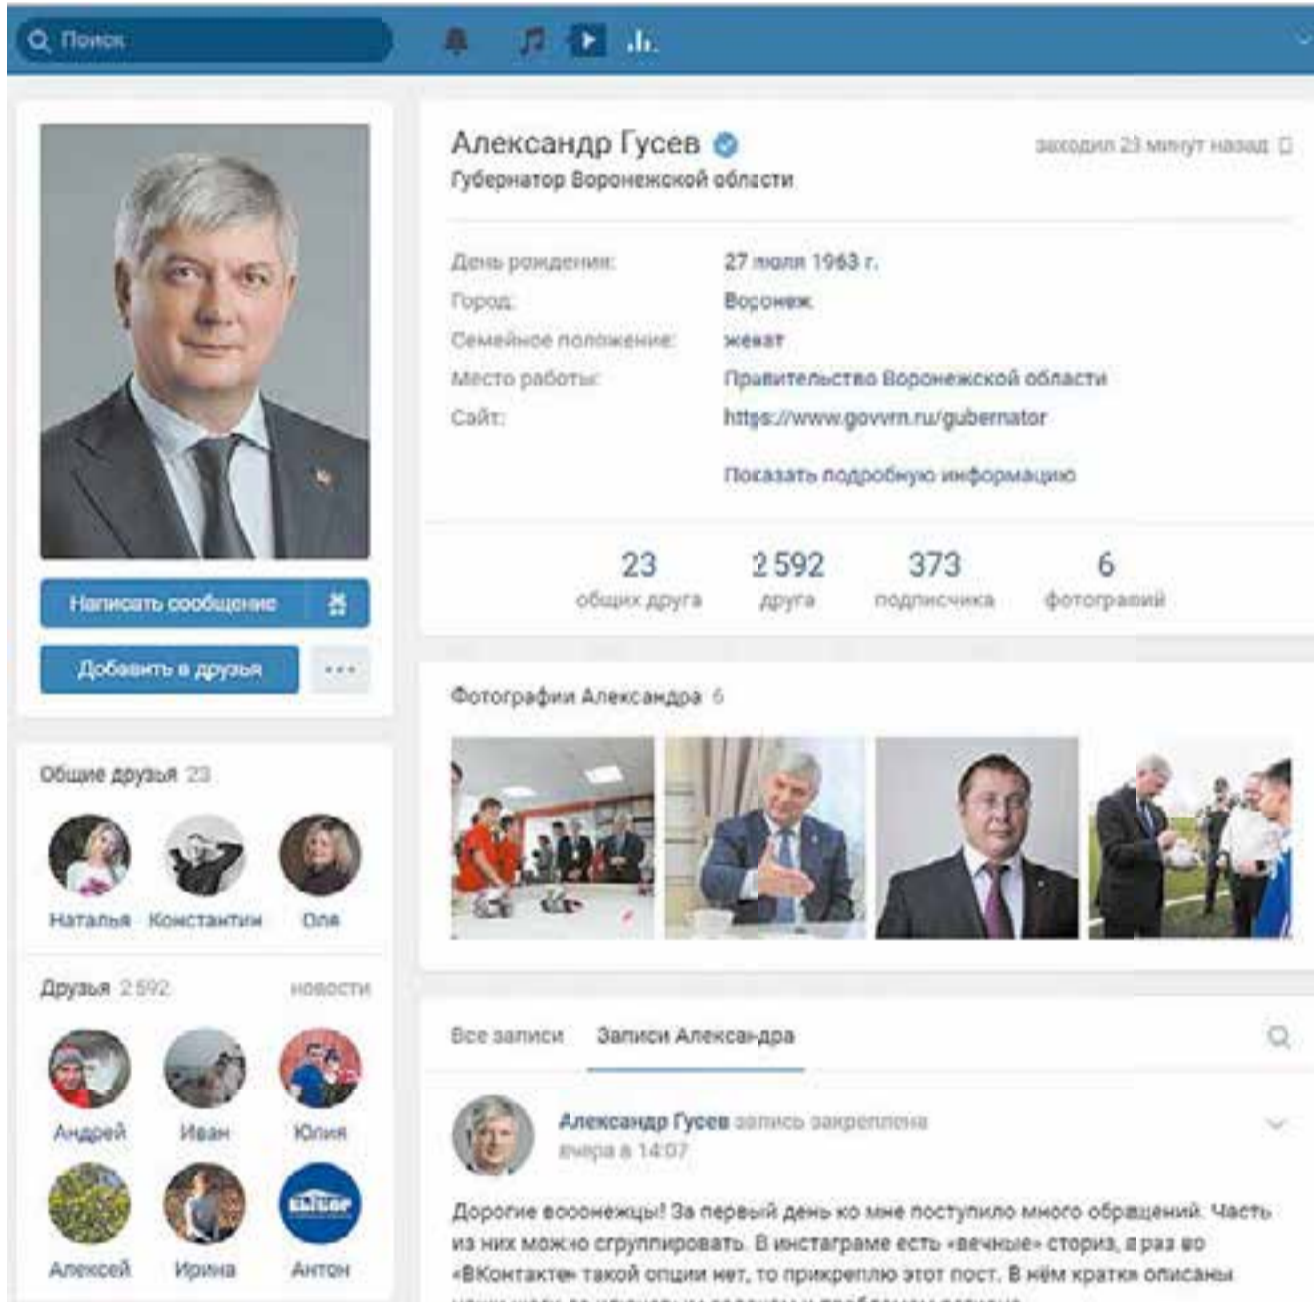 Поиск
Александр Гусев
заходил 23 минут назад
Губернатор Воронежской области
День рождения: 27 июля 1963 г.
Город: Воронеж
Семейное положение: женат
Место работы: Правительство Воронежской области
Сайт: https://www.govvrn.ru/gubernator
Показать подробную информацию
23 2 592 373 6
общих друга друга подписчика фотографий
Написать сообщение
Добавить в друзья
Фотографии Александра 6
Общие друзья 23
Наталья Константин Оля
Друзья 2 592 новости
Андрей Иван Юлия
ВЫБОР
Алексей Ирина Антон
Все записи Записи Александра
Александр Гусев запись закреплена
вчера в 14:07
Дорогие воронежцы! За первый день ко мне поступило много обращений. Часть
из них можно сгруппировать. В инстаграме есть «вечные» сториз, а раз во
«ВКонтакте» такой опции нет, то прикреплю этот пост. В нём кратко описаны